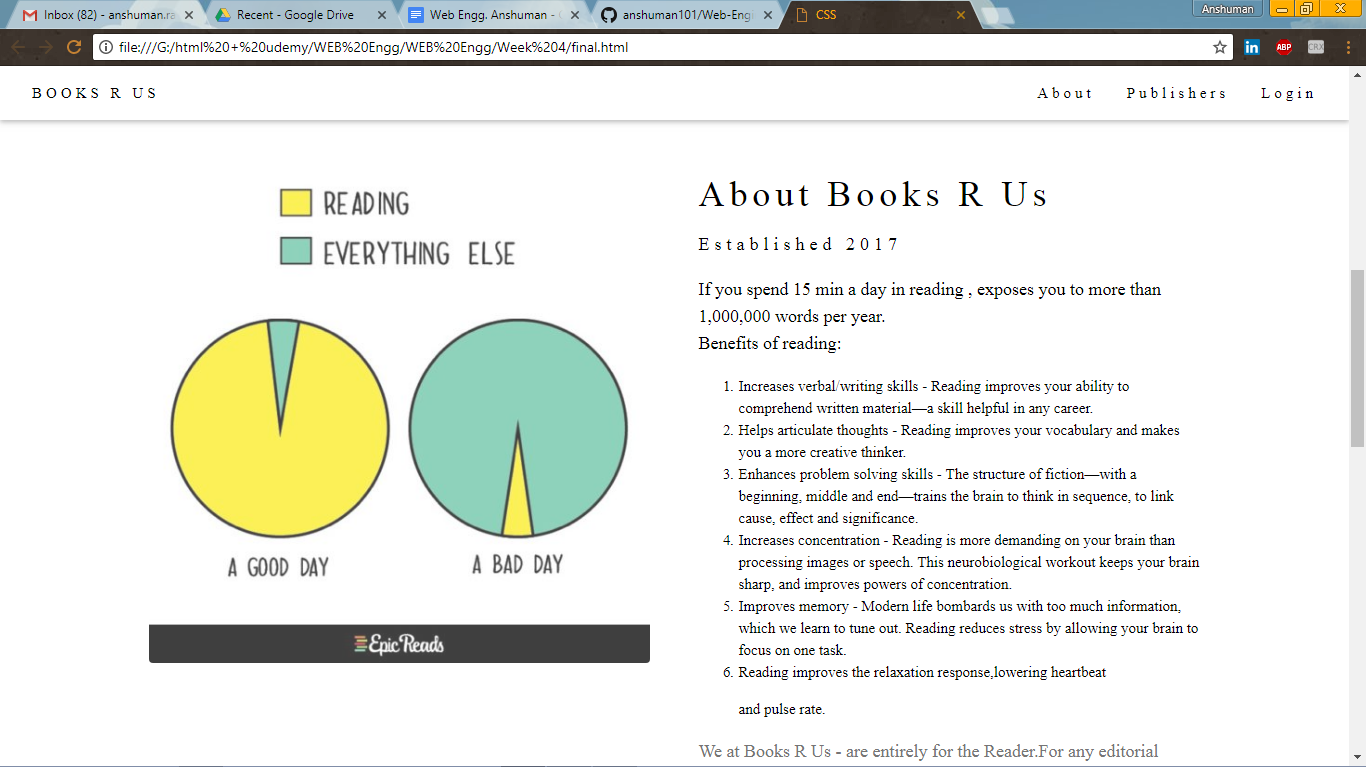 Inbox (82) - anshuman.ra
Recent - Google Drive
Web Engg. Anshuman - G
anshuman101/Web-Engi
CSS
Anshuman
file:///G:/html%20+%20udemy/WEB%20Engg/WEB%20Engg/Week%204/final.html
in
ABP
CRX
BOOKS R US
About
Publishers
Login
READING
EVERYTHING ELSE
A GOOD DAY
A BAD DAY
Epic Reads
About Books R Us
Established 2017
If you spend 15 min a day in reading , exposes you to more than
1,000,000 words per year.
Benefits of reading:
1. Increases verbal/writing skills - Reading improves your ability to
comprehend written material—a skill helpful in any career.
2. Helps articulate thoughts - Reading improves your vocabulary and makes
you a more creative thinker.
3. Enhances problem solving skills - The structure of fiction—with a
beginning, middle and end—trains the brain to think in sequence, to link
cause, effect and significance.
4. Increases concentration - Reading is more demanding on your brain than
processing images or speech. This neurobiological workout keeps your brain
sharp, and improves powers of concentration.
5. Improves memory - Modern life bombards us with too much information,
which we learn to tune out. Reading reduces stress by allowing your brain to
focus on one task.
6. Reading improves the relaxation response,lowering heartbeat
and pulse rate.
We at Books R Us - are entirely for the Reader.For any editorial